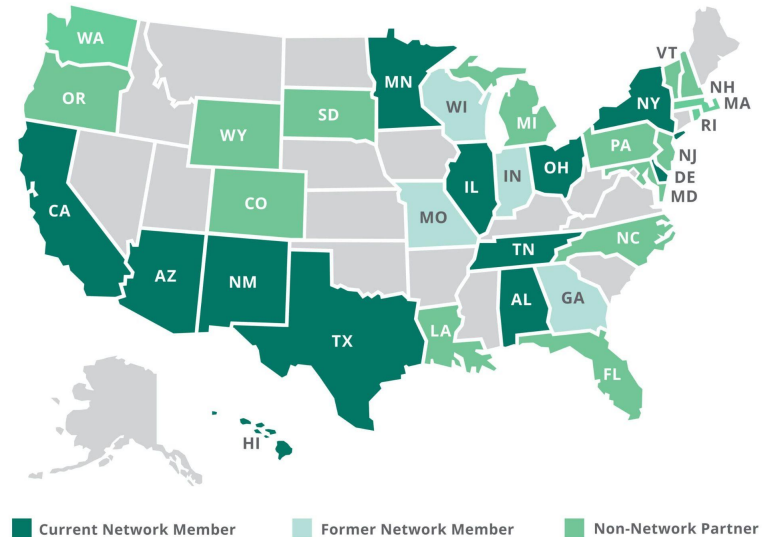 WA
MN
VT
OR
NH
MA
WI
NY
SD
MI
RI
WY
PA
NJ
OH
DE
IL
IN
MD
CO
CA
MO
NC
TN
AZ
NM
AL
GA
LA
TX
FL
HI
Current Network Member
Former Network Member
Non-Network Partner